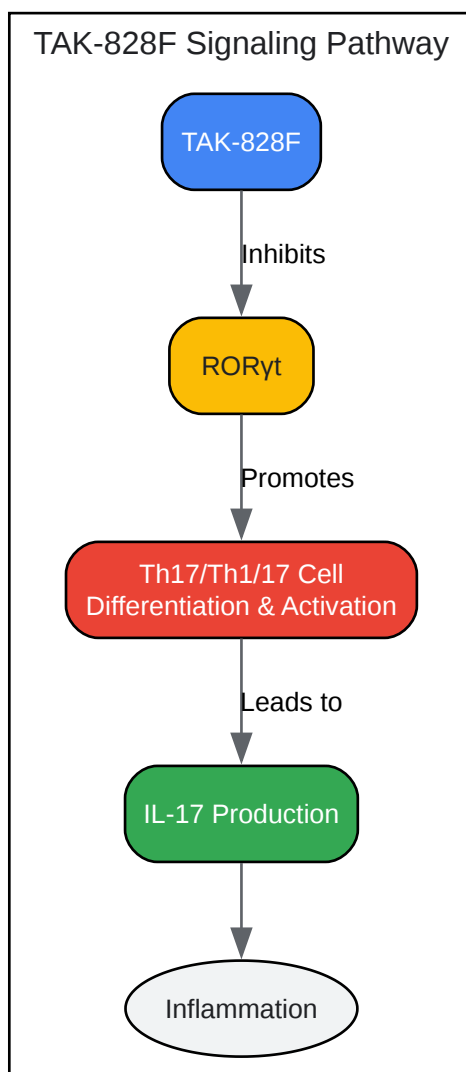 TAK-828F Signaling Pathway
TAK-828F
Inhibits
RORγt
Promotes
Th17/Th1/17 Cell
Differentiation & Activation
Leads to
IL-17 Production
Inflammation